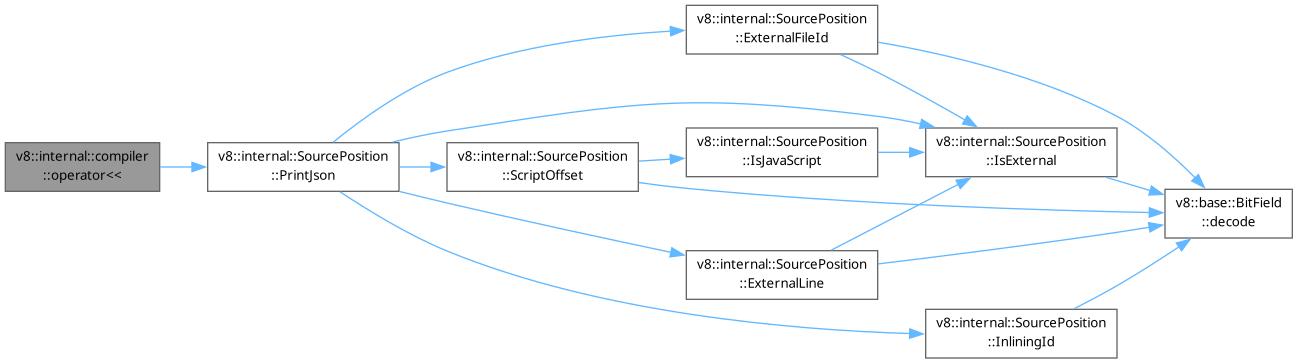 v8::internal::SourcePosition
::ExternalFileId
v8::internal::compiler
::operator<<
v8::internal::SourcePosition
::PrintJson
v8::internal::SourcePosition
::ScriptOffset
v8::internal::SourcePosition
::IsJavaScript
v8::internal::SourcePosition
::IsExternal
v8::base::BitField
::decode
v8::internal::SourcePosition
::ExternalLine
v8::internal::SourcePosition
::InliningId